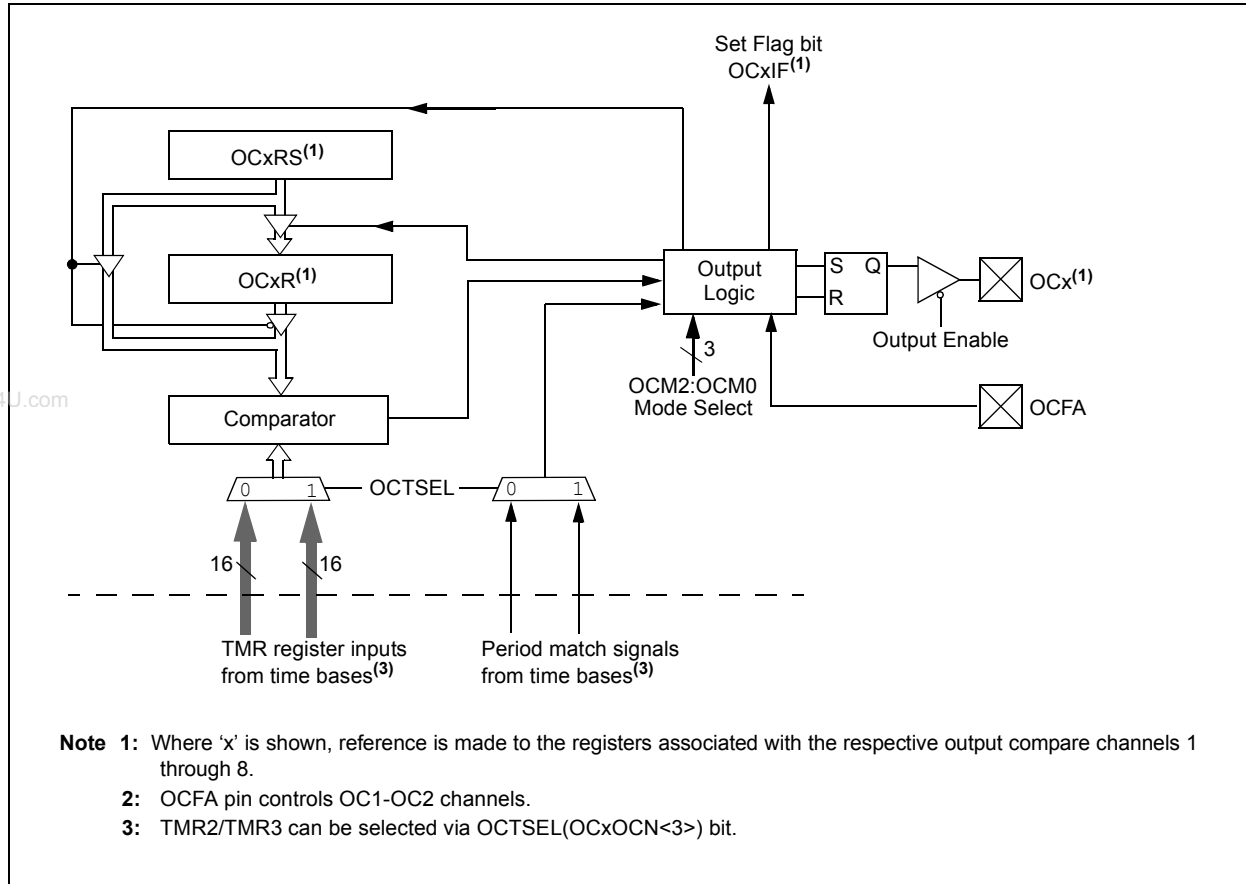 Set Flag bit
OCxIF(1)
OCxRS(1)
OCxR(1)
Output
Logic
S Q
R
OCx(1)
Output Enable
3
OCM2:OCM0
Mode Select
OCFA
4U.com
Comparator
0 1
OCTSEL
0 1
16
16
TMR register inputs
from time bases(3)
Period match signals
from time bases(3)
Note 1: Where ‘x’ is shown, reference is made to the registers associated with the respective output compare channels 1
through 8.
2: OCFA pin controls OC1-OC2 channels.
3: TMR2/TMR3 can be selected via OCTSEL(OCxOCN<3>) bit.